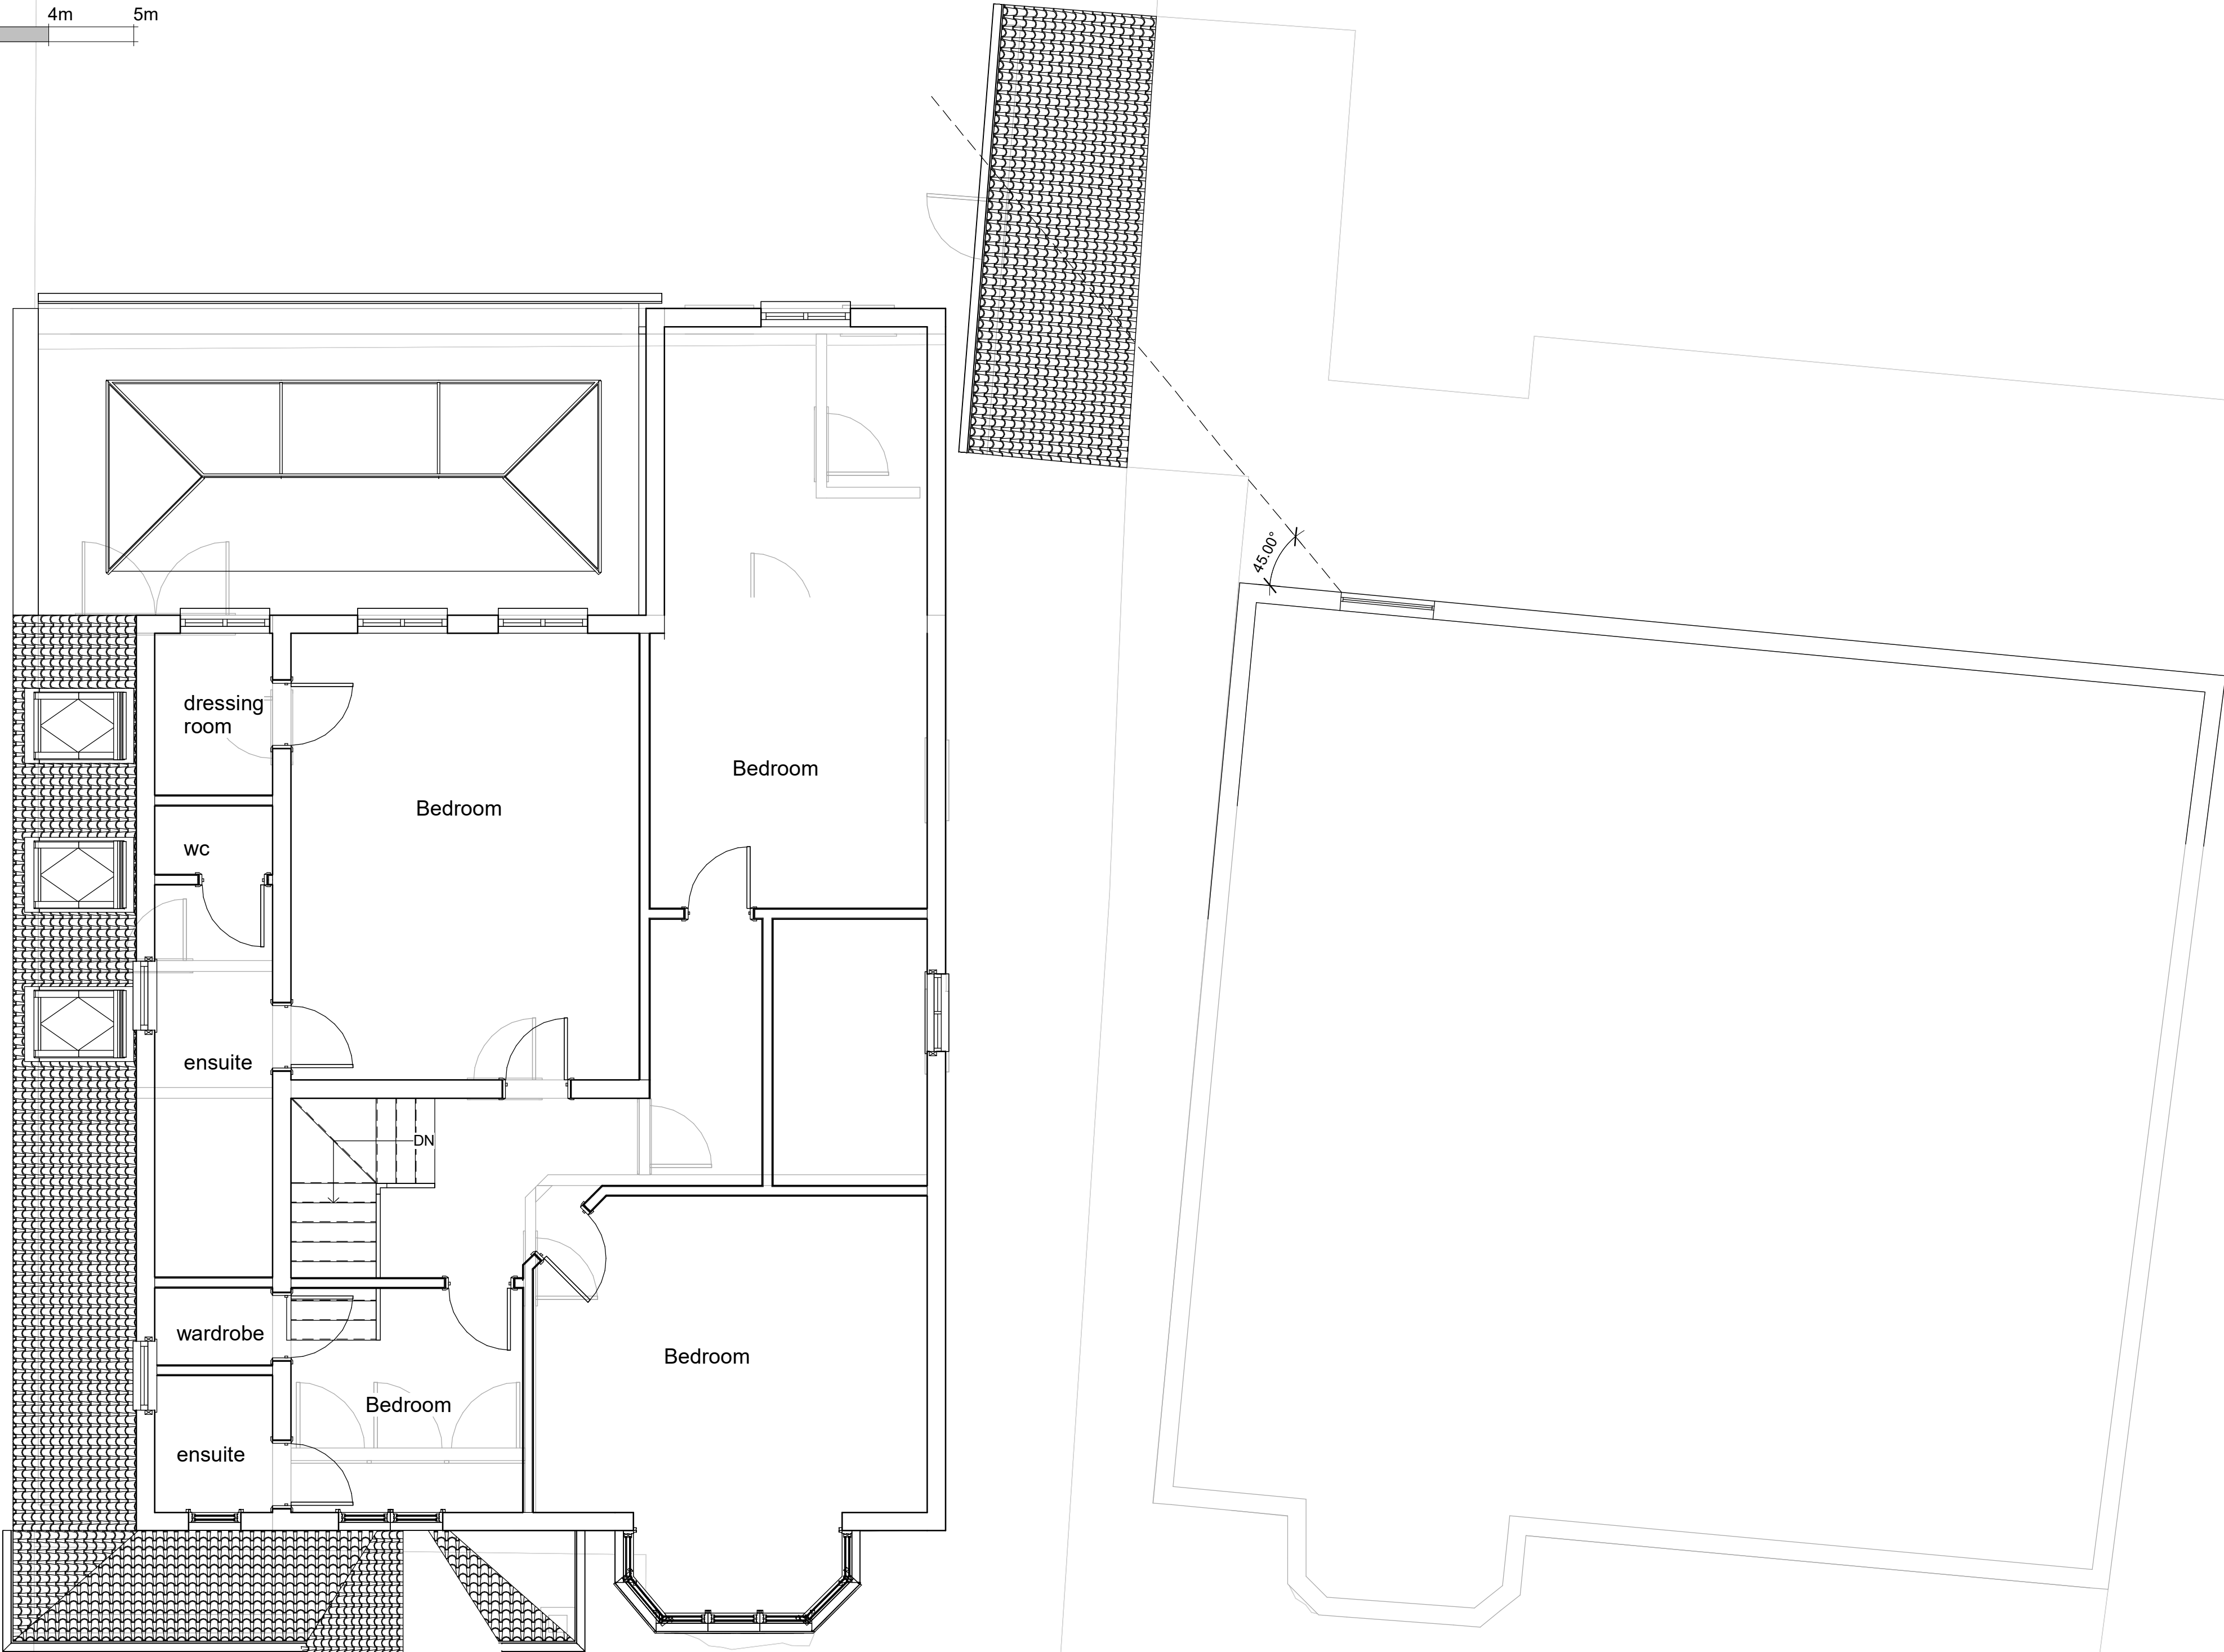 4m 5m
45.00°
dressing
room
Bedroom
Bedroom
wc
ensuite
DN
wardrobe
Bedroom
Bedroom
ensuite